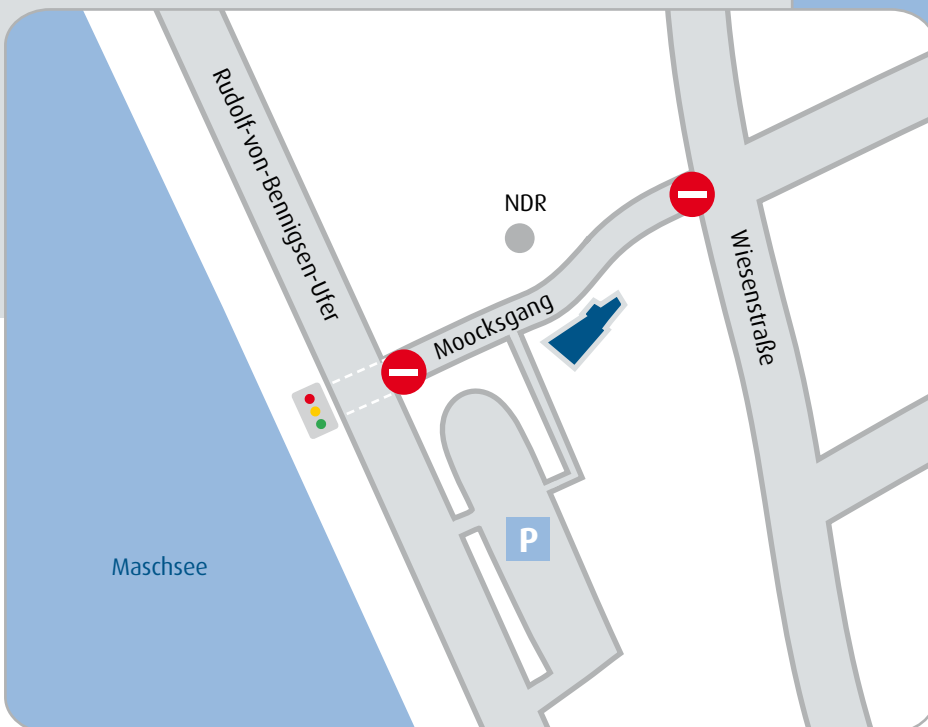 Rudolf-von-Bennigsen-Ufer
NDR
Wiesenstraße
Moocksgang
P
Maschsee